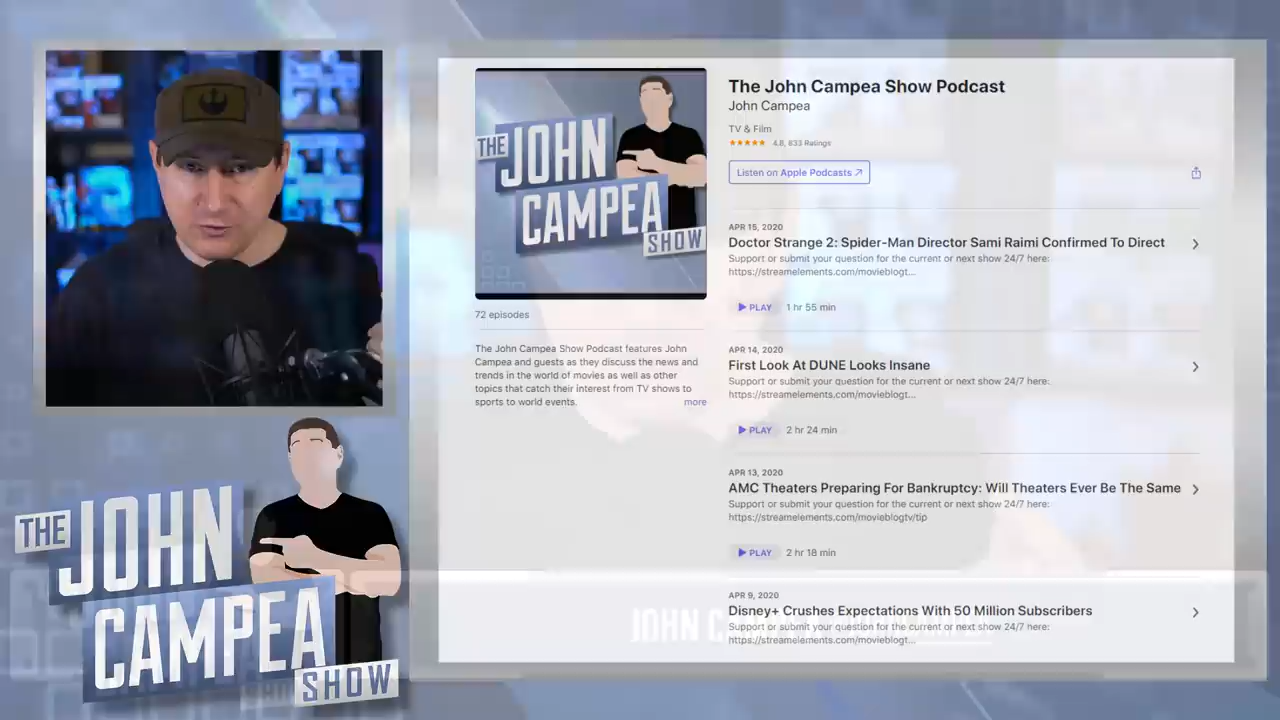 THE
JOHN
CAMPEA
SHOW
The John Campea Show Podcast
John Campea
TV & Film
★★★★★ 4.8, 833 Ratings
Listen on Apple Podcasts ↗
72 episodes
The John Campea Show Podcast features John
Campea and guests as they discuss the news and
trends in the world of movies as well as other
topics that catch their interest from TV shows to
sports to world events.
more
APR 15, 2020
Doctor Strange 2: Spider-Man Director Sami Raimi Confirmed To Direct
Support or submit your question for the current or next show 24/7 here:
https://streamelements.com/movieblogt...
PLAY 1 hr 55 min
APR 14, 2020
First Look At DUNE Looks Insane
Support or submit your question for the current or next show 24/7 here:
https://streamelements.com/movieblogt...
PLAY 2 hr 24 min
APR 13, 2020
AMC Theaters Preparing For Bankruptcy: Will Theaters Ever Be The Same
Support or submit your question for the current or next show 24/7 here:
https://streamelements.com/movieblogtv/tip
PLAY 2 hr 18 min
APR 9, 2020
Disney+ Crushes Expectations With 50 Million Subscribers
Support or submit your question for the current or next show 24/7 here:
https://streamelements.com/movieblogt...
JOHN
THE
JOHN
CAMPEA
SHOW